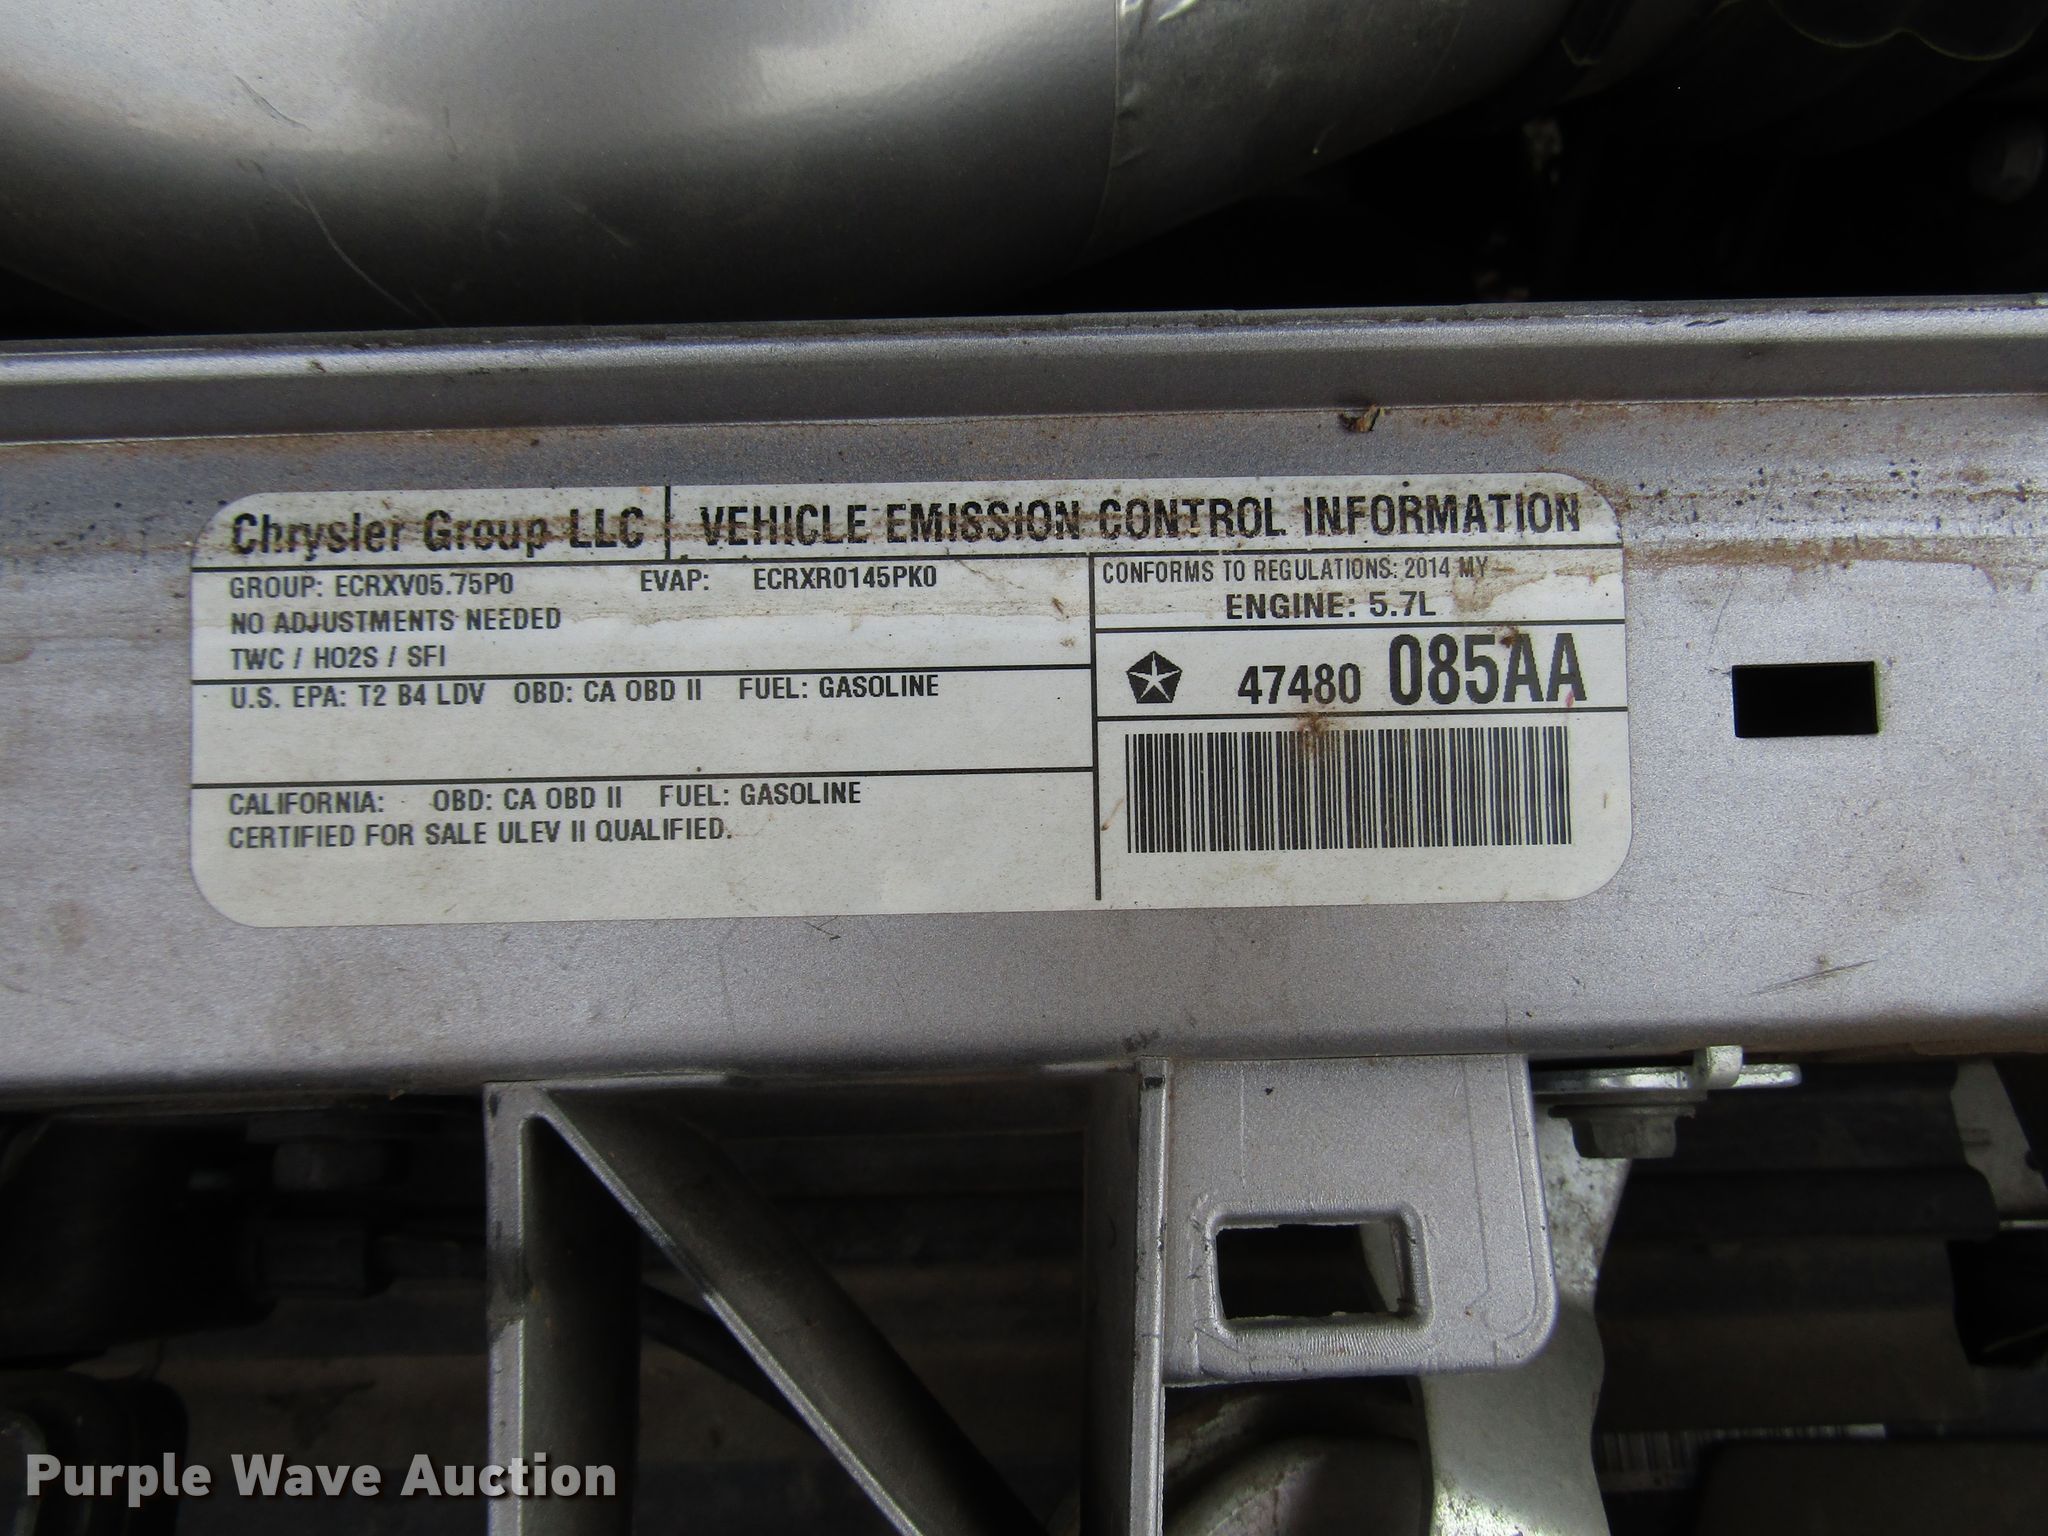 Chrysler Group LLC VEHICLE EMISSION CONTROL INFORMATION
GROUP: ECRXV05.75P0 EVAP: ECRXR0145PK0
NO ADJUSTMENTS NEEDED
TWC / HO2S / SFI
U.S. EPA: T2 B4 LDV OBD: CA OBD II FUEL: GASOLINE
CALIFORNIA: OBD: CA OBD II FUEL: GASOLINE
CERTIFIED FOR SALE ULEV II QUALIFIED.
CONFORMS TO REGULATIONS: 2014 MY
ENGINE: 5.7L
47480 085AA
Purple Wave Auction